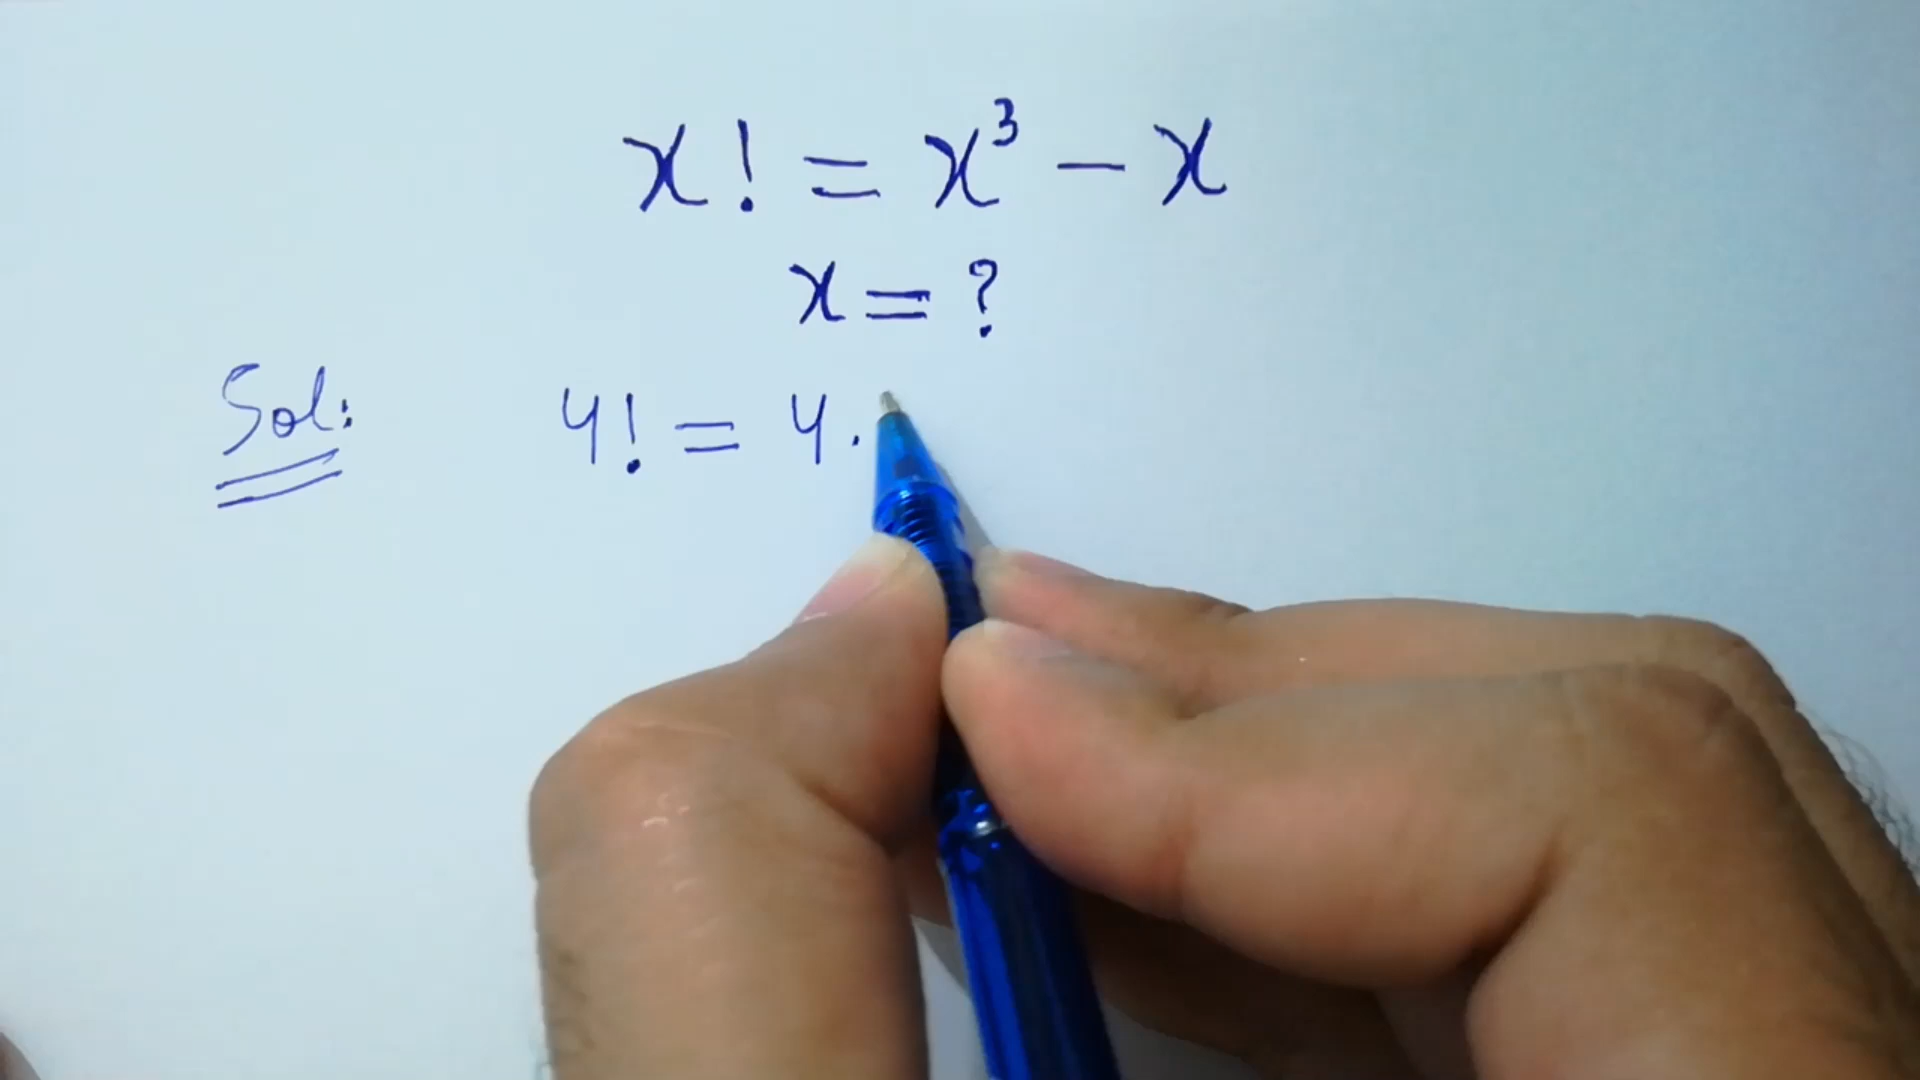 x! = x³ - x
x = ?
Sol: 4! = 4.